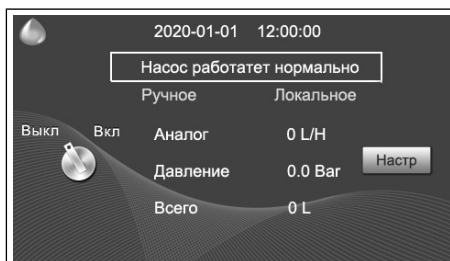 2020-01-01 12:00:00
Насос работатет нормально
Ручное Локальное
Выкл Вкл Аналог 0 L/H
Давление 0.0 Bar Настр
Всего 0 L